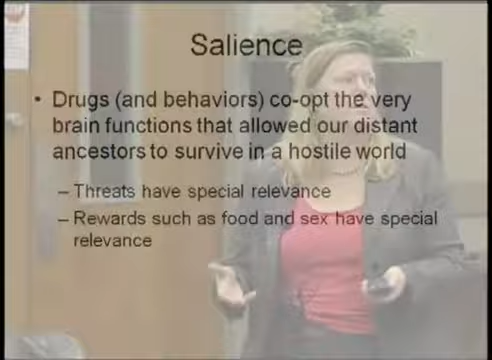 Salience
• Drugs (and behaviors) co-opt the very
brain functions that allowed our distant
ancestors to survive in a hostile world
– Threats have special relevance
– Rewards such as food and sex have special
relevance